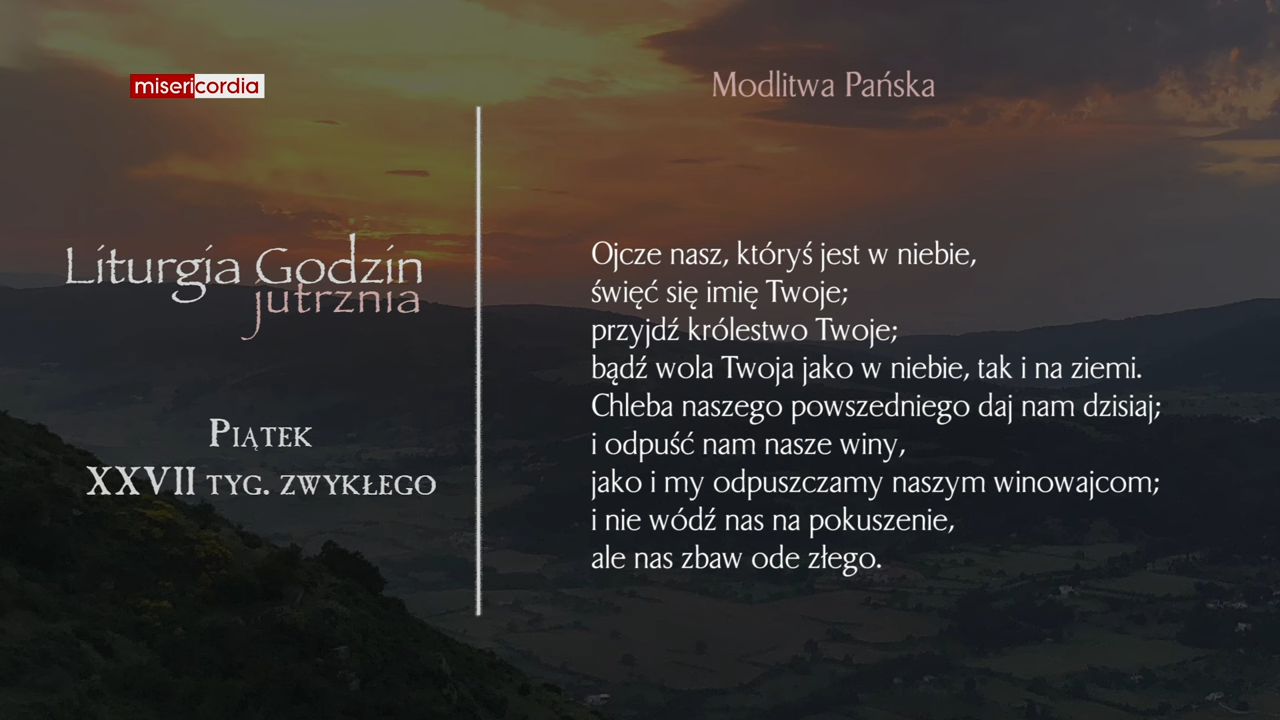 misericordia
Liturgia Godzin
jutrznia
Piątek
XXVII tyg. zwykłego
Modlitwa Pańska
Ojcze nasz, któryś jest w niebie,
święć się imię Twoje;
przyjdź królestwo Twoje;
bądź wola Twoja jako w niebie, tak i na ziemi.
Chleba naszego powszedniego daj nam dzisiaj;
i odpuść nam nasze winy,
jako i my odpuszczamy naszym winowajcom;
i nie wódź nas na pokuszenie,
ale nas zbaw ode złego.